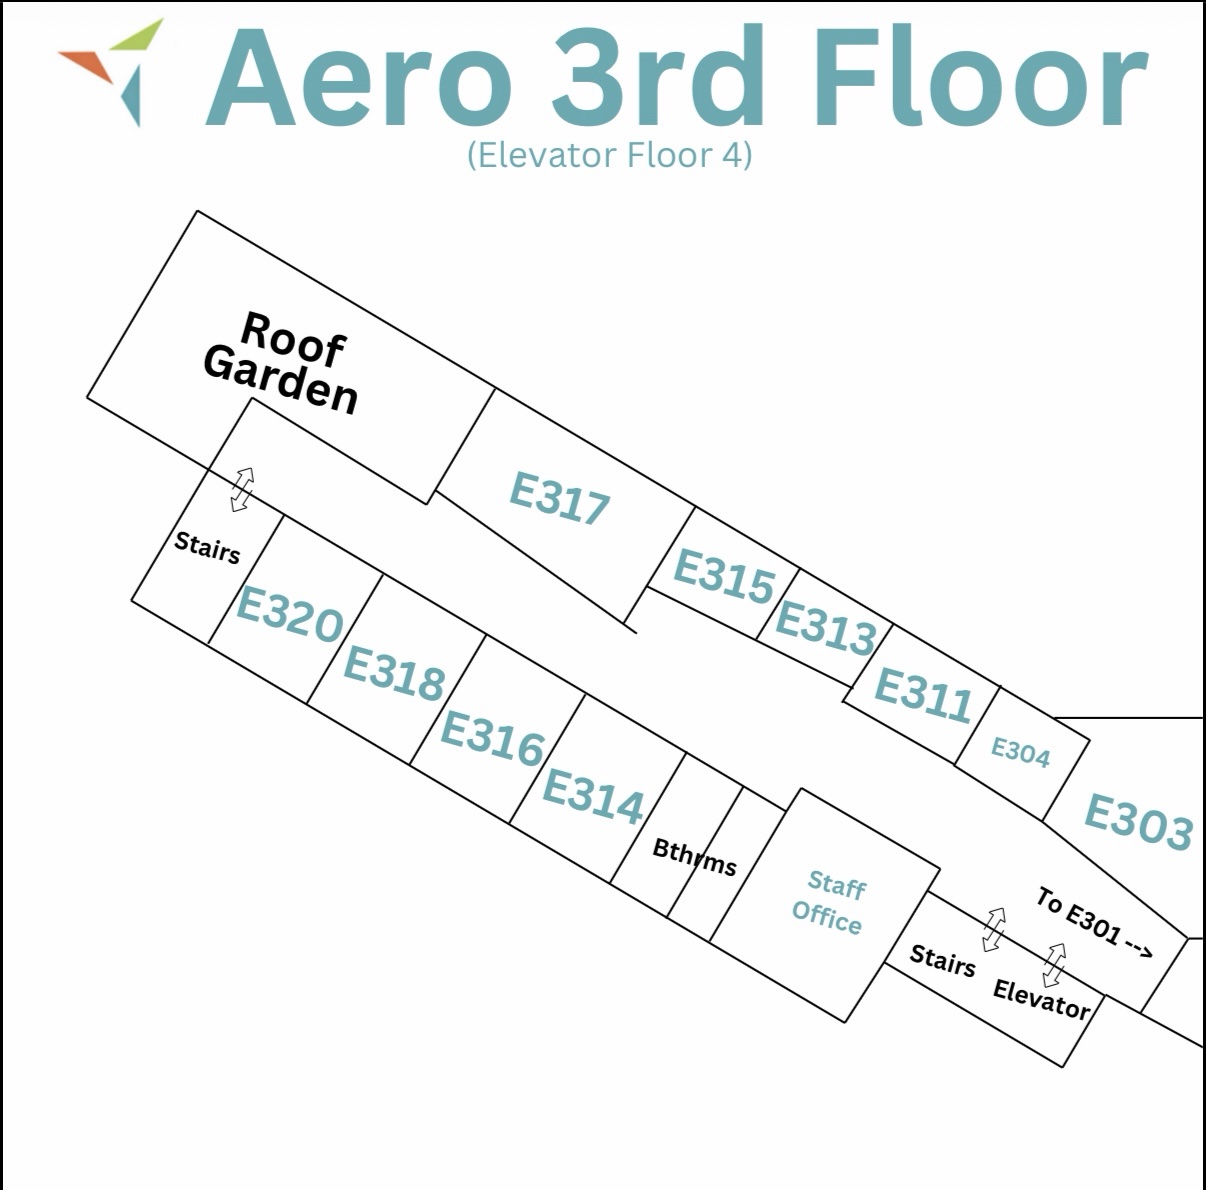 Aero 3rd Floor
(Elevator Floor 4)
Roof
Garden
E317
Stairs
E315
E320
E313
E318
E311
E316
E304
E314
E303
Bthrms
Staff
Office
To E301 -->
Stairs
Elevator